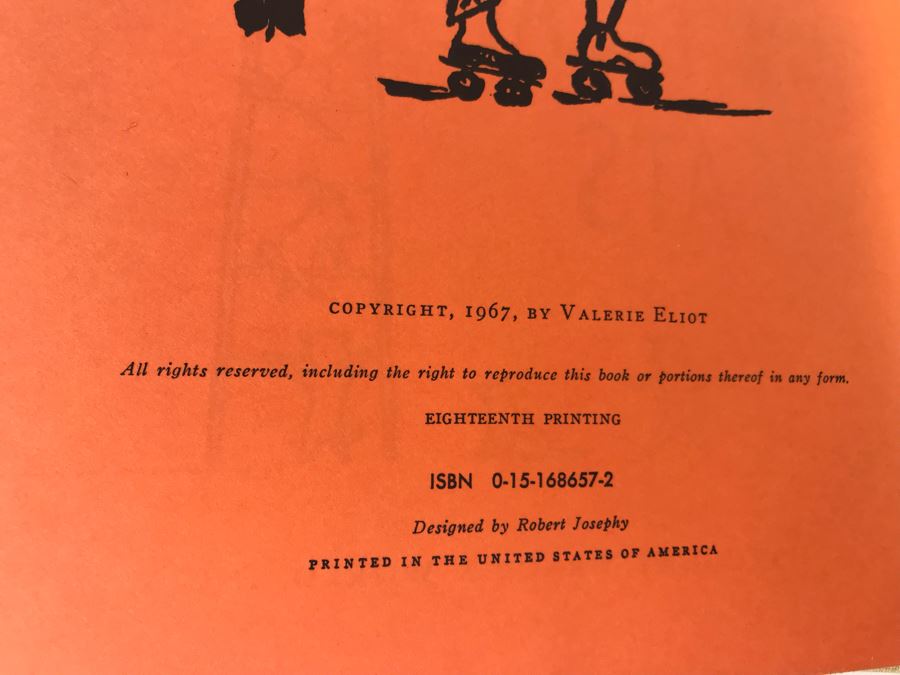 COPYRIGHT, 1967, BY VALERIE ELIOT
All rights reserved, including the right to reproduce this book or portions thereof in any form.
EIGHTEENTH PRINTING
ISBN 0-15-168657-2
Designed by Robert Josephy
PRINTED IN THE UNITED STATES OF AMERICA